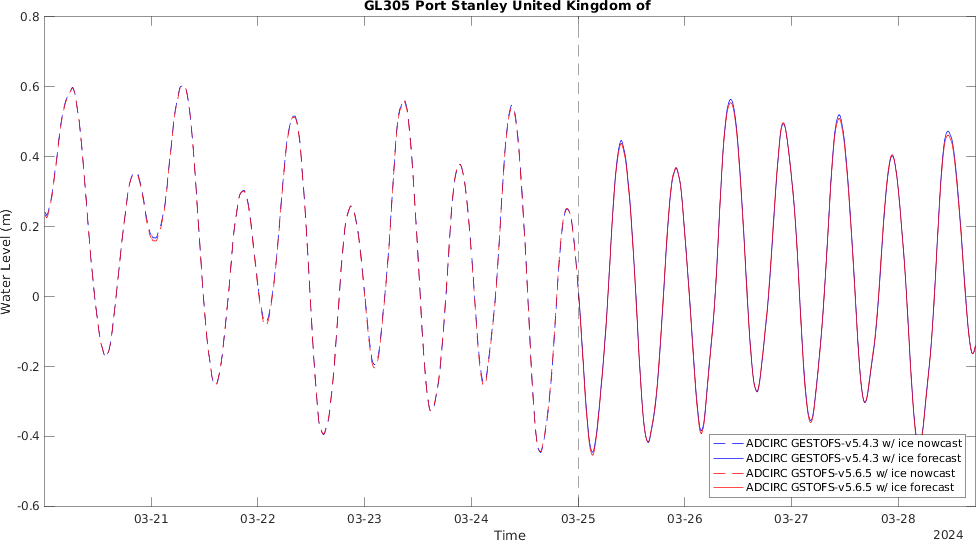 GL305 Port Stanley United Kingdom of
0.8
0.6
0.4
0.2
0
-0.2
-0.4
-0.6
Water Level (m)
03-21 03-22 03-23 03-24 03-25 03-26 03-27 03-28
Time
2024
ADCIRC GESTOFS-v5.4.3 w/ ice nowcast
ADCIRC GESTOFS-v5.4.3 w/ ice forecast
ADCIRC GSTOFS-v5.6.5 w/ ice nowcast
ADCIRC GSTOFS-v5.6.5 w/ ice forecast